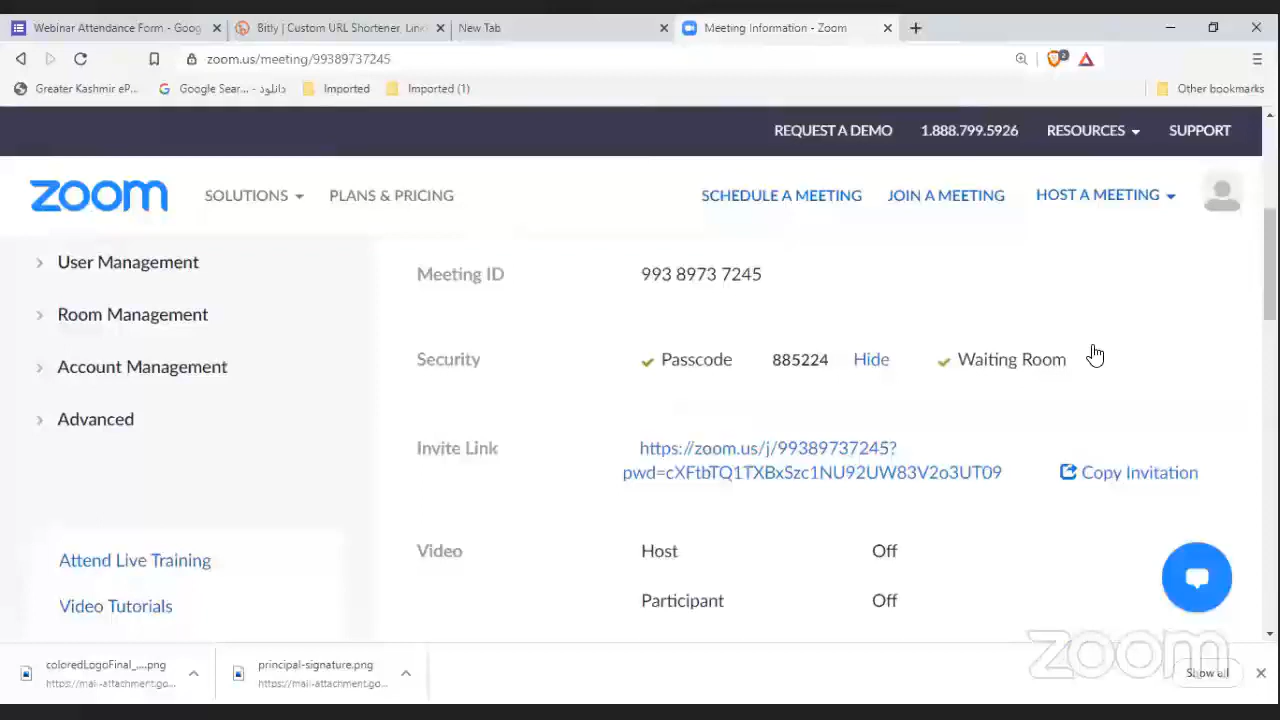 Webinar Attendance Form - Goog
Bitly | Custom URL Shortener, Link
New Tab
Meeting Information - Zoom
zoom.us/meeting/99389737245
2
Greater Kashmir eP...
Google Sear... - دانلود
Imported
Imported (1)
Other bookmarks
REQUEST A DEMO
1.888.799.5926
RESOURCES
SUPPORT
zoom
SOLUTIONS
PLANS & PRICING
SCHEDULE A MEETING
JOIN A MEETING
HOST A MEETING
User Management
Room Management
Account Management
Advanced
Attend Live Training
Video Tutorials
Meeting ID
993 8973 7245
Security
Passcode
885224
Hide
Waiting Room
Invite Link
https://zoom.us/j/99389737245?
pwd=cXFtbTQ1TXBxSzc1NU92UW83V2o3UT09
Copy Invitation
Video
Host
Off
Participant
Off
coloredLogoFinal_....png
https://mail-attachment.go...
principal-signature.png
https://mail-attachment.go...
zoom
Show all